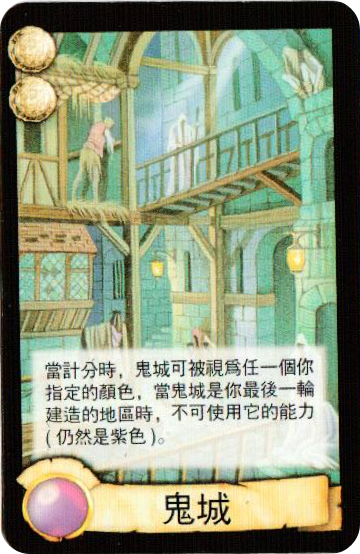 當計分時，鬼城可被視爲任一個你
指定的顏色，當鬼城是你最後一輪
建造的地區時，不可使用它的能力
(仍然是紫色)。
鬼城